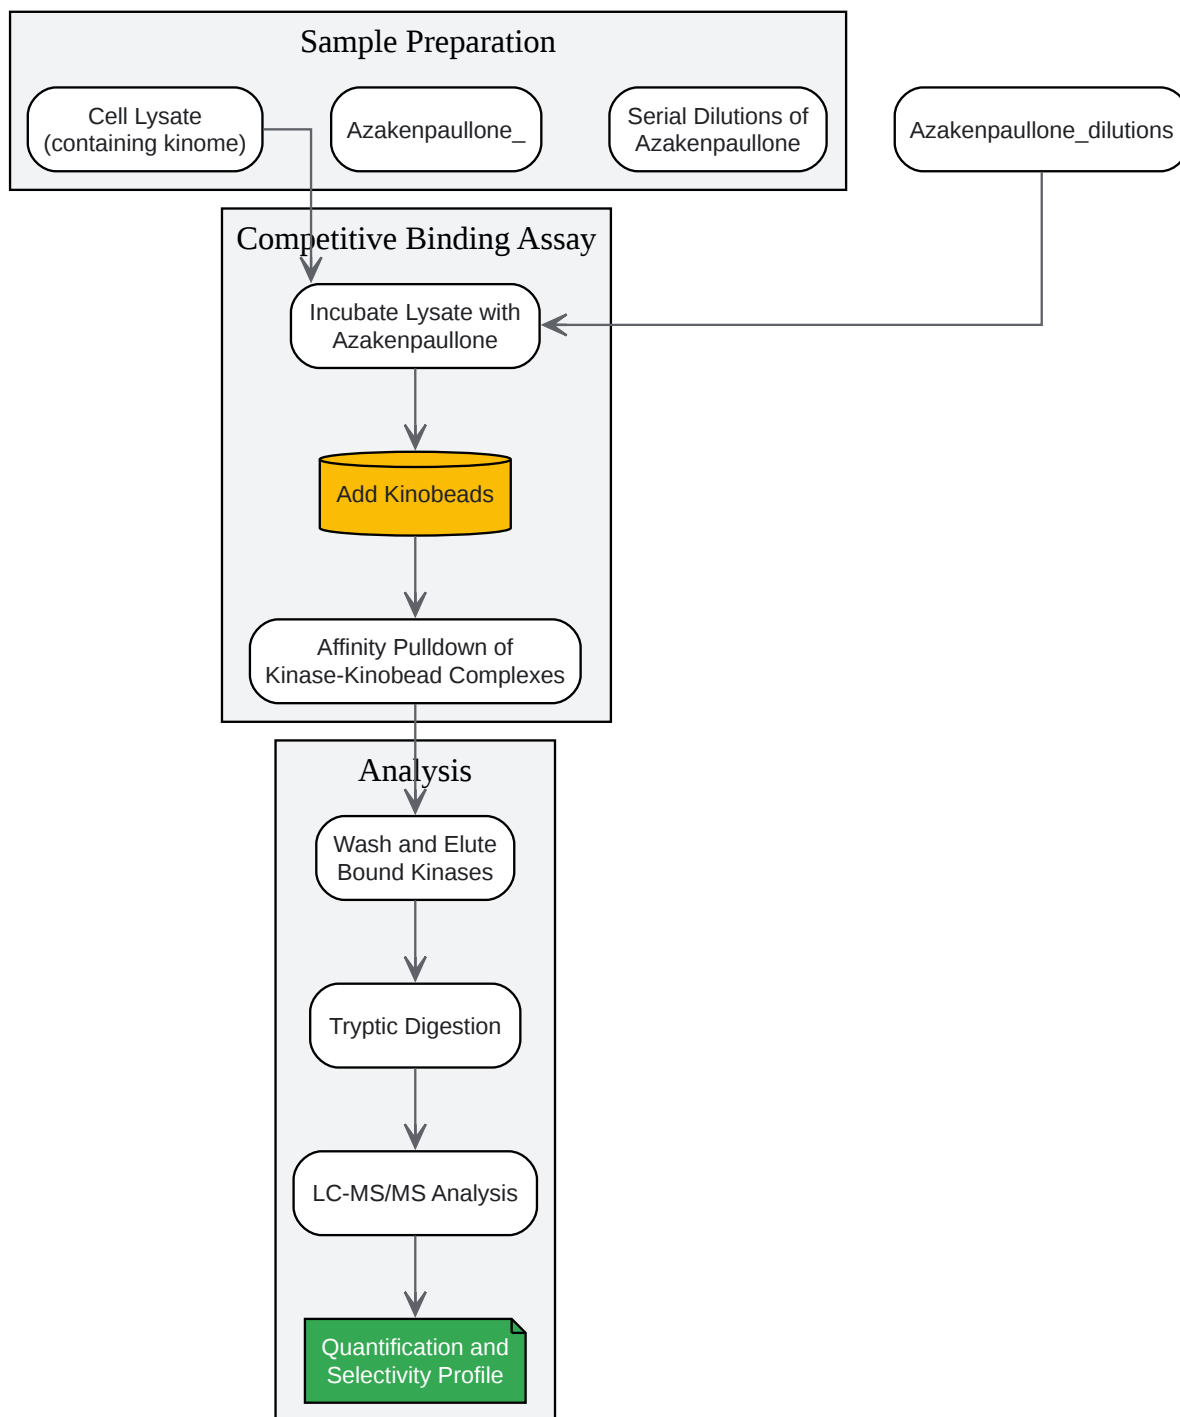 Sample Preparation
Cell Lysate
(containing kinome)
Azakenpaullone_
Serial Dilutions of
Azakenpaullone
Azakenpaullone_dilutions
Competitive Binding Assay
Incubate Lysate with
Azakenpaullone
Add Kinobeads
Affinity Pulldown of
Kinase-Kinobead Complexes
Analysis
Wash and Elute
Bound Kinases
Tryptic Digestion
LC-MS/MS Analysis
Quantification and
Selectivity Profile